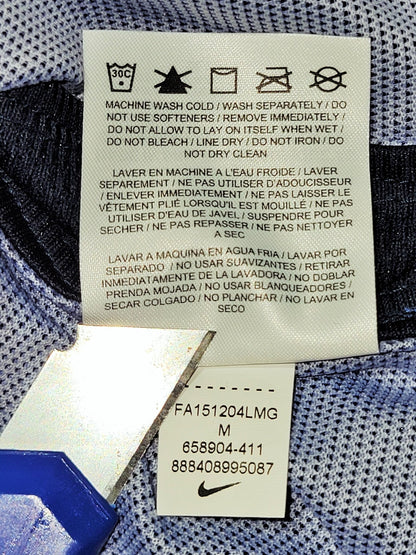 30C
MACHINE WASH COLD / WASH SEPARATELY / DO
NOT USE SOFTENERS / REMOVE IMMEDIATELY /
DO NOT ALLOW TO LAY ON ITSELF WHEN WET /
DO NOT BLEACH / LINE DRY / DO NOT IRON / DO
NOT DRY CLEAN
LAVER EN MACHINE A L'EAU FROIDE / LAVER
SEPAREMENT / NE PAS UTILISER D'ADOUCISSEUR
/ ENLEVER IMMEDIATEMENT / NE PAS LAISSER LE
VÊTEMENT PLIÉ LORSQU'IL EST MOUILLÉ / NE PAS
UTILISER D'EAU DE JAVEL / SUSPENDRE POUR
SECHER / NE PAS REPASSER / NE PAS NETTOYER
A SEC
LAVAR A MAQUINA EN AGUA FRIA / LAVAR POR
SEPARADO / NO USAR SUAVIZANTES / RETIRAR
INMEDIATAMENTE DE LA LAVADORA / NO DOBLAR
PRENDA MOJADA / NO USAR BLANQUEADORES /
SECAR COLGADO / NO PLANCHAR / NO LAVAR EN
SECO
FA151204LMG
M
658904-411
888408995087